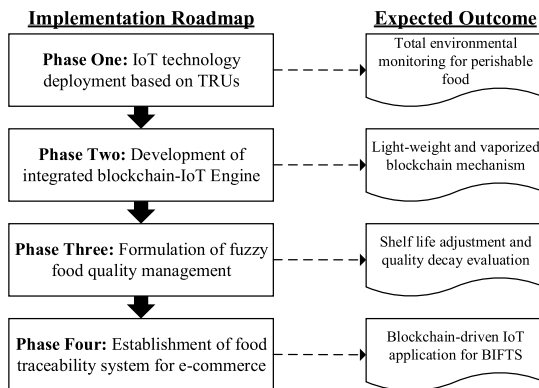 Implementation Roadmap
Expected Outcome
Phase One: IoT technology
deployment based on TRUs
Total environmental
monitoring for perishable
food
Phase Two: Development of
integrated blockchain-IoT Engine
Light-weight and vaporized
blockchain mechanism
Phase Three: Formulation of fuzzy
food quality management
Shelf life adjustment and
quality decay evaluation
Phase Four: Establishment of food
traceability system for e-commerce
Blockchain-driven IoT
application for BIFTS